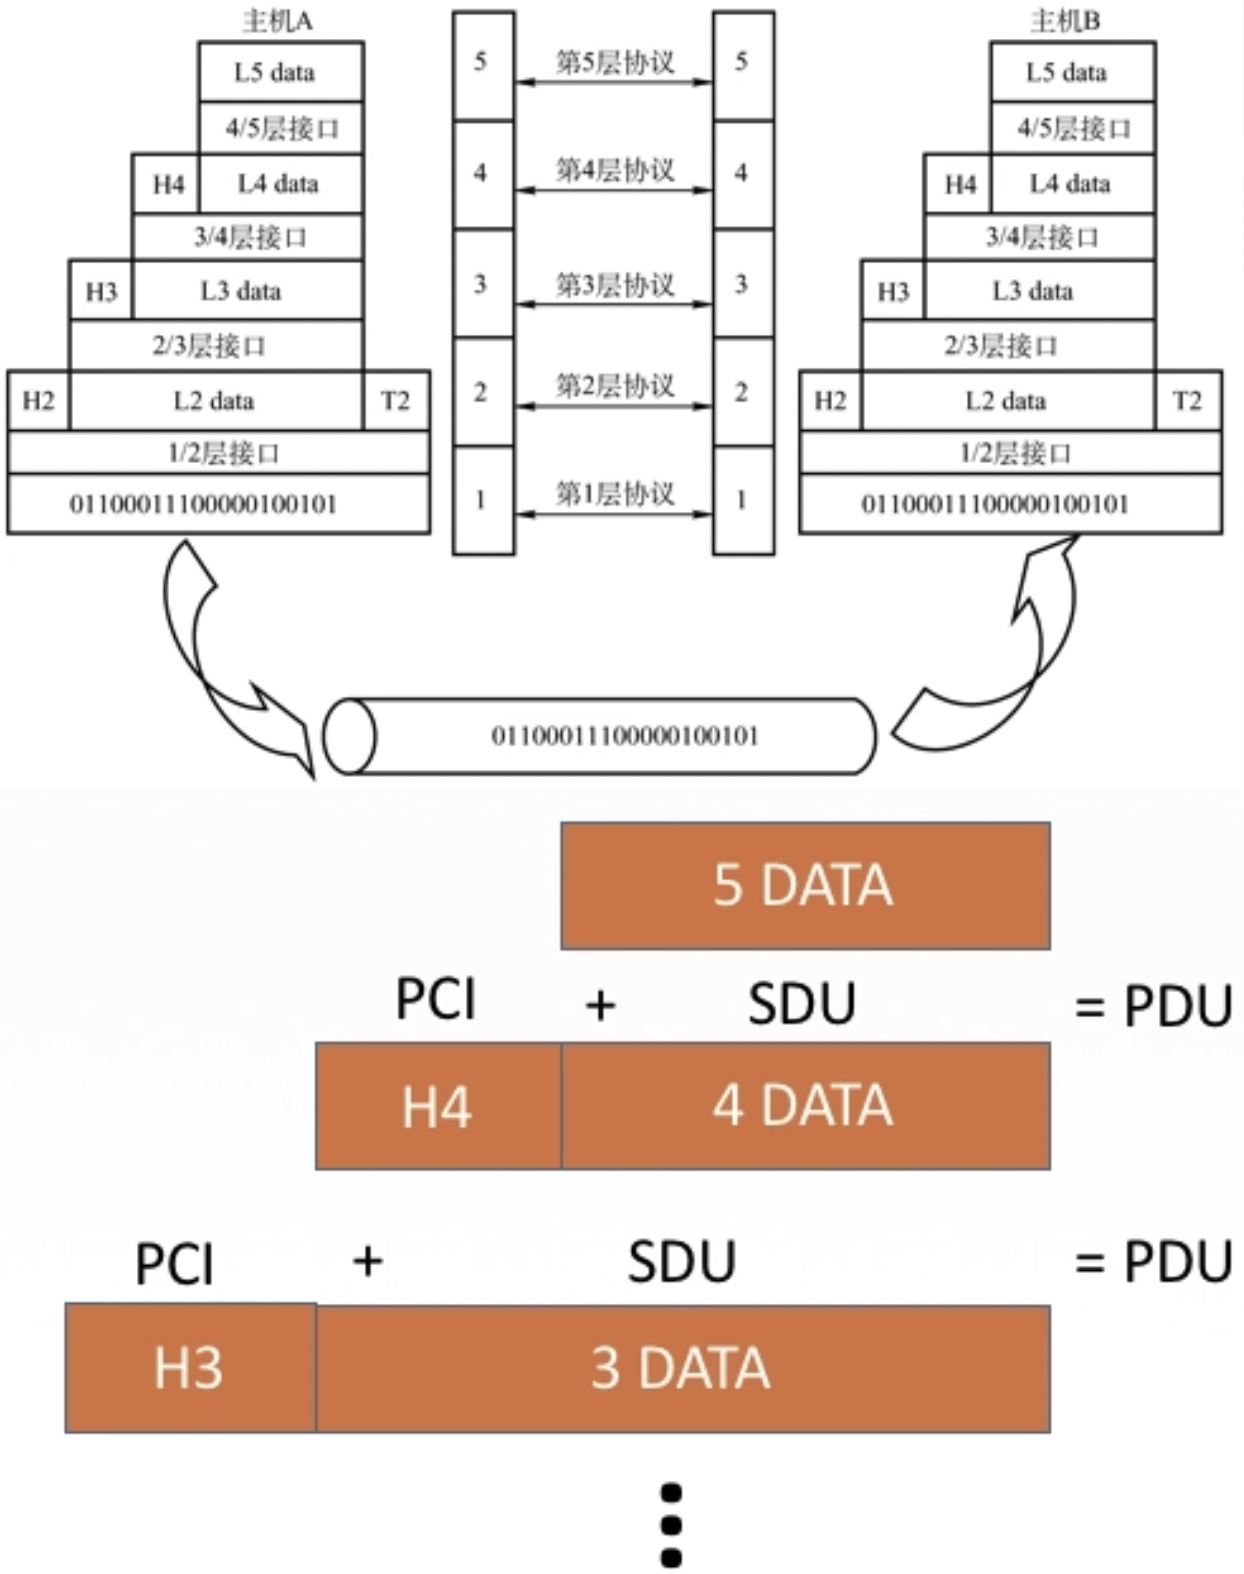 主机A
L5 data
4/5层接口
H4 L4 data
3/4层接口
H3 L3 data
2/3层接口
H2 L2 data T2
1/2层接口
01100011100000100101
5 第5层协议 5
4 第4层协议 4
3 第3层协议 3
2 第2层协议 2
1 第1层协议 1
主机B
L5 data
4/5层接口
H4 L4 data
3/4层接口
H3 L3 data
2/3层接口
H2 L2 data T2
1/2层接口
01100011100000100101
01100011100000100101
5 DATA
PCI + SDU = PDU
H4 4 DATA
PCI + SDU = PDU
H3 3 DATA